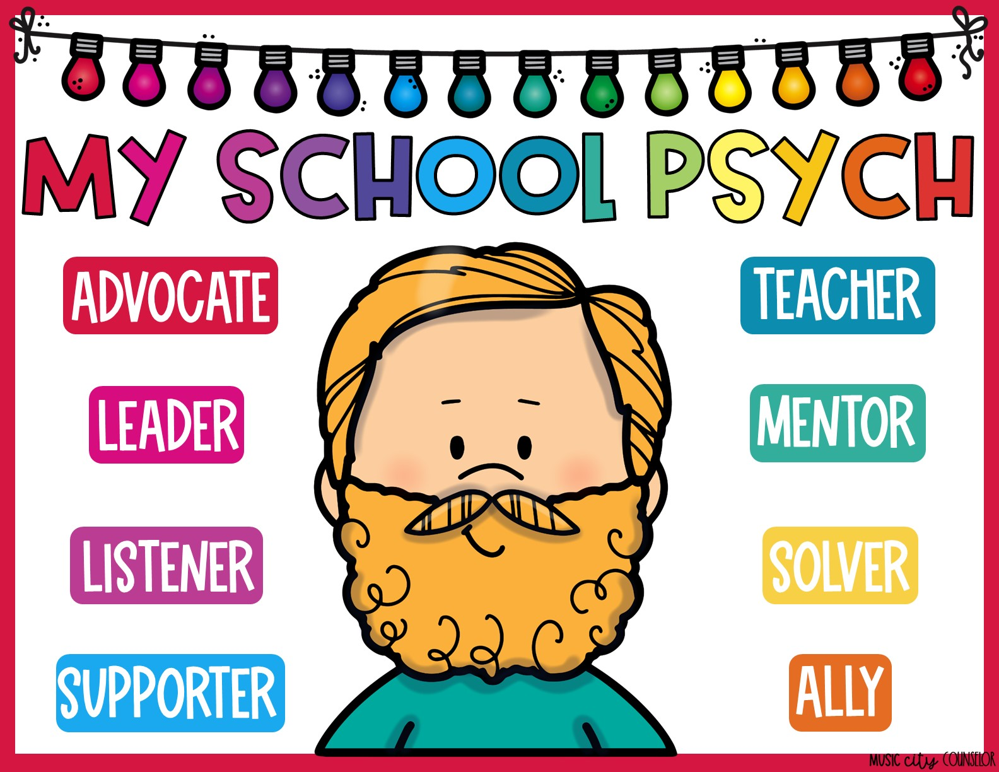 MY SCHOOL PSYCH
ADVOCATE
LEADER
LISTENER
SUPPORTER
TEACHER
MENTOR
SOLVER
ALLY
MUSIC city COUNSELOR